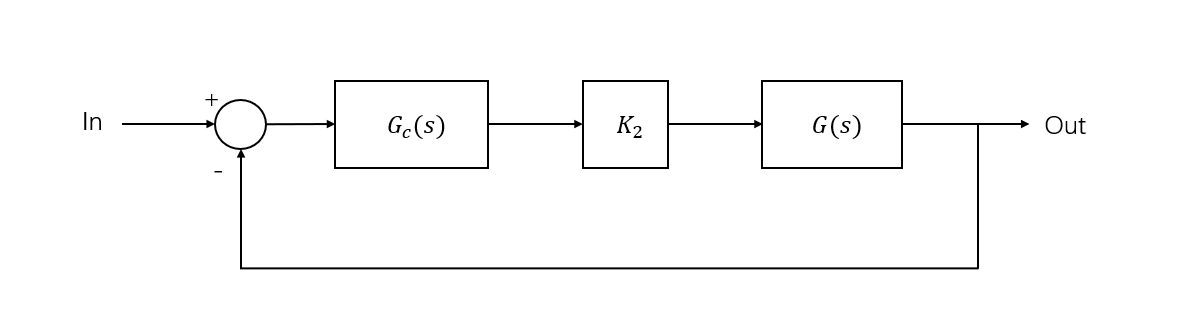 +
In
G_c(s)
K_2
G(s)
Out
-